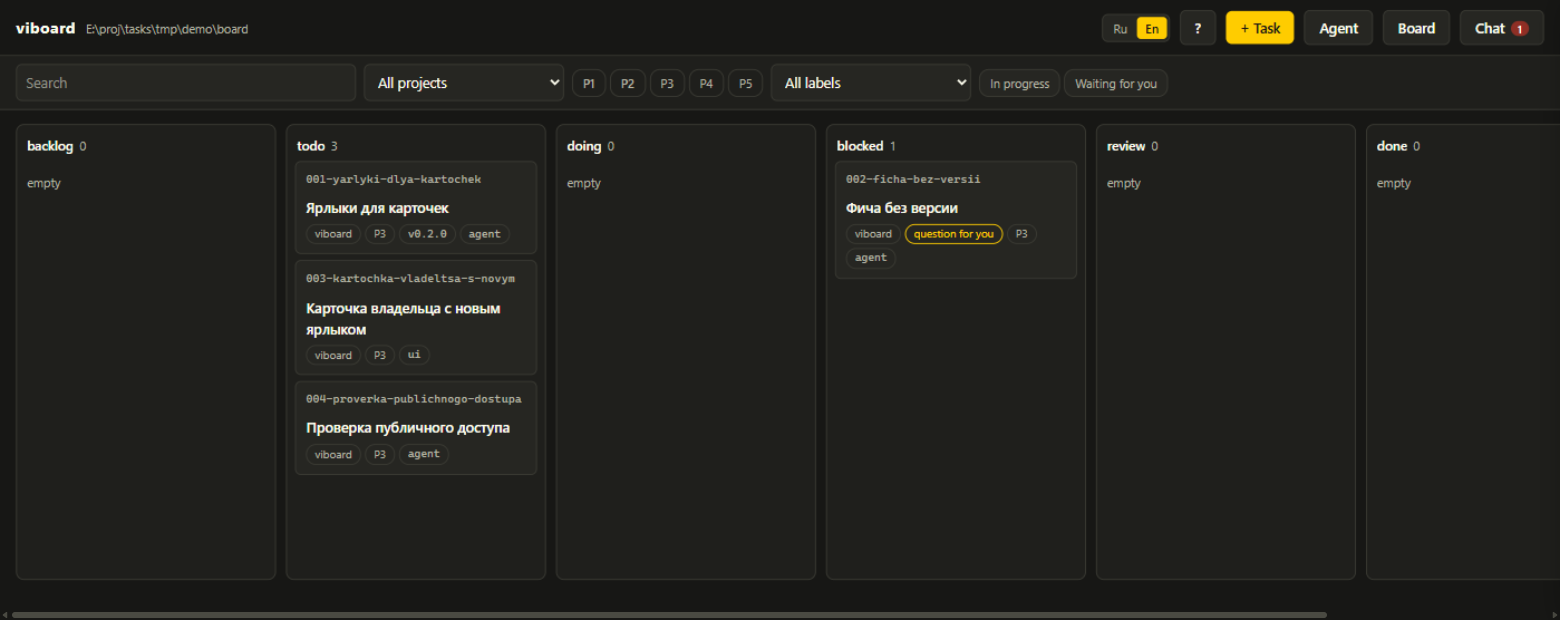 viboard E:\proj\tasks\tmp\demo\board Ru En ? + Task Agent Board Chat 1
Search All projects P1 P2 P3 P4 P5 All labels In progress Waiting for you
backlog 0
empty
todo 3
001-yarlyki-dlya-kartochek
Ярлыки для карточек
viboard P3 v0.2.0 agent
003-kartochka-vladeltsa-s-novym
Карточка владельца с новым
ярлыком
viboard P3 ui
004-proverka-publichnogo-dostupa
Проверка публичного доступа
viboard P3 agent
doing 0
empty
blocked 1
002-ficha-bez-versii
Фича без версии
viboard question for you P3
agent
review 0
empty
done 0
empty